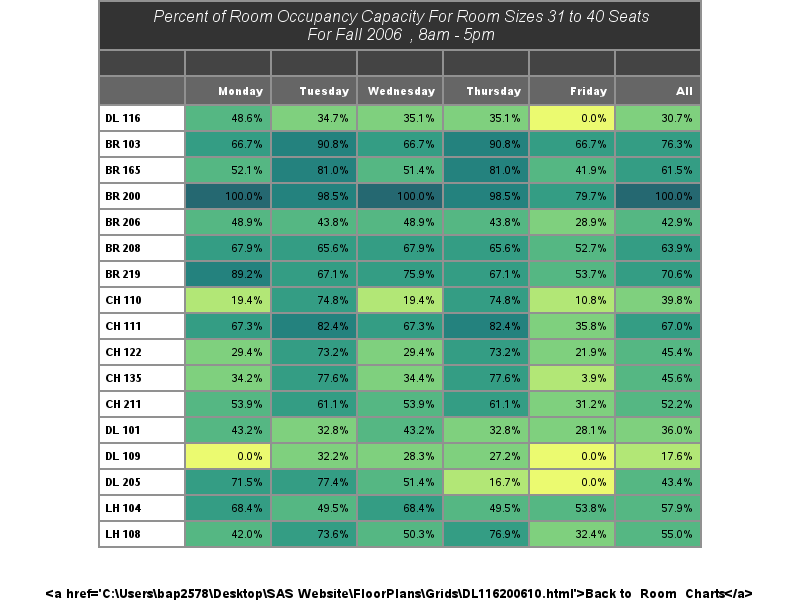 Percent of Room Occupancy Capacity For Room Sizes 31 to 40 Seats
For Fall 2006 , 8am - 5pm
Monday Tuesday Wednesday Thursday Friday All
DL 116 48.6% 34.7% 35.1% 35.1% 0.0% 30.7%
BR 103 66.7% 90.8% 66.7% 90.8% 66.7% 76.3%
BR 165 52.1% 81.0% 51.4% 81.0% 41.9% 61.5%
BR 200 100.0% 98.5% 100.0% 98.5% 79.7% 100.0%
BR 206 48.9% 43.8% 48.9% 43.8% 28.9% 42.9%
BR 208 67.9% 65.6% 67.9% 65.6% 52.7% 63.9%
BR 219 89.2% 67.1% 75.9% 67.1% 53.7% 70.6%
CH 110 19.4% 74.8% 19.4% 74.8% 10.8% 39.8%
CH 111 67.3% 82.4% 67.3% 82.4% 35.8% 67.0%
CH 122 29.4% 73.2% 29.4% 73.2% 21.9% 45.4%
CH 135 34.2% 77.6% 34.4% 77.6% 3.9% 45.6%
CH 211 53.9% 61.1% 53.9% 61.1% 31.2% 52.2%
DL 101 43.2% 32.8% 43.2% 32.8% 28.1% 36.0%
DL 109 0.0% 32.2% 28.3% 27.2% 0.0% 17.6%
DL 205 71.5% 77.4% 51.4% 16.7% 0.0% 43.4%
LH 104 68.4% 49.5% 68.4% 49.5% 53.8% 57.9%
LH 108 42.0% 73.6% 50.3% 76.9% 32.4% 55.0%
<a href='C:\Users\bap2578\Desktop\SAS Website\FloorPlans\Grids\DL116200610.html'>Back to Room Charts</a>